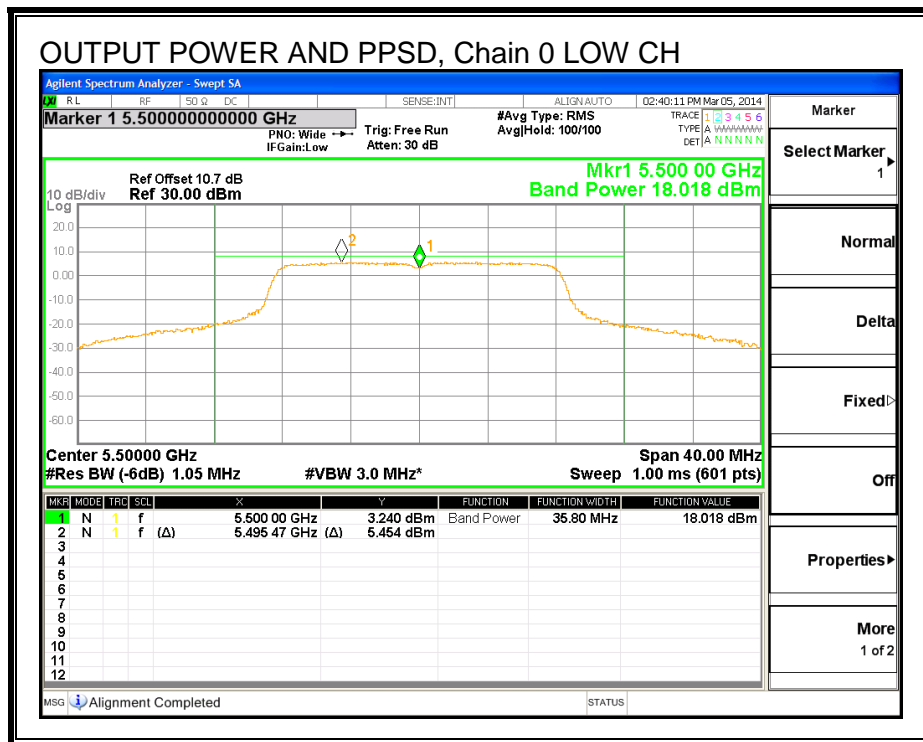 OUTPUT POWER AND PPSD, Chain 0 LOW CH
Agilent Spectrum Analyzer - Swept SA
LXI RL RF 50 Ω DC SENSE:INT ALIGN AUTO 02:40:11 PM Mar 05, 2014
Marker 1 5.500000000000 GHz
PNO: Wide
IFGain:Low
Trig: Free Run
Atten: 30 dB
#Avg Type: RMS
Avg|Hold: 100/100
TRACE 1 2 3 4 5 6
TYPE A WWWWW
DET A N N N N N
Mkr1 5.500 00 GHz
Band Power 18.018 dBm
Ref Offset 10.7 dB
10 dB/div Ref 30.00 dBm
Log
20.0
10.0
0.00
-10.0
-20.0
-30.0
-40.0
-50.0
-60.0
2
1
Center 5.50000 GHz Span 40.00 MHz
#Res BW (-6dB) 1.05 MHz #VBW 3.0 MHz* Sweep 1.00 ms (601 pts)
MKR MODE TRC SCL X Y FUNCTION FUNCTION WIDTH FUNCTION VALUE
1 N 1 f 5.500 00 GHz 3.240 dBm Band Power 35.80 MHz 18.018 dBm
2 N 1 f (Δ) 5.495 47 GHz (Δ) 5.454 dBm
3
4
5
6
7
8
9
10
11
12
MSG Alignment Completed STATUS
Marker
Select Marker
1
Normal
Delta
Fixed
Off
Properties
More
1 of 2